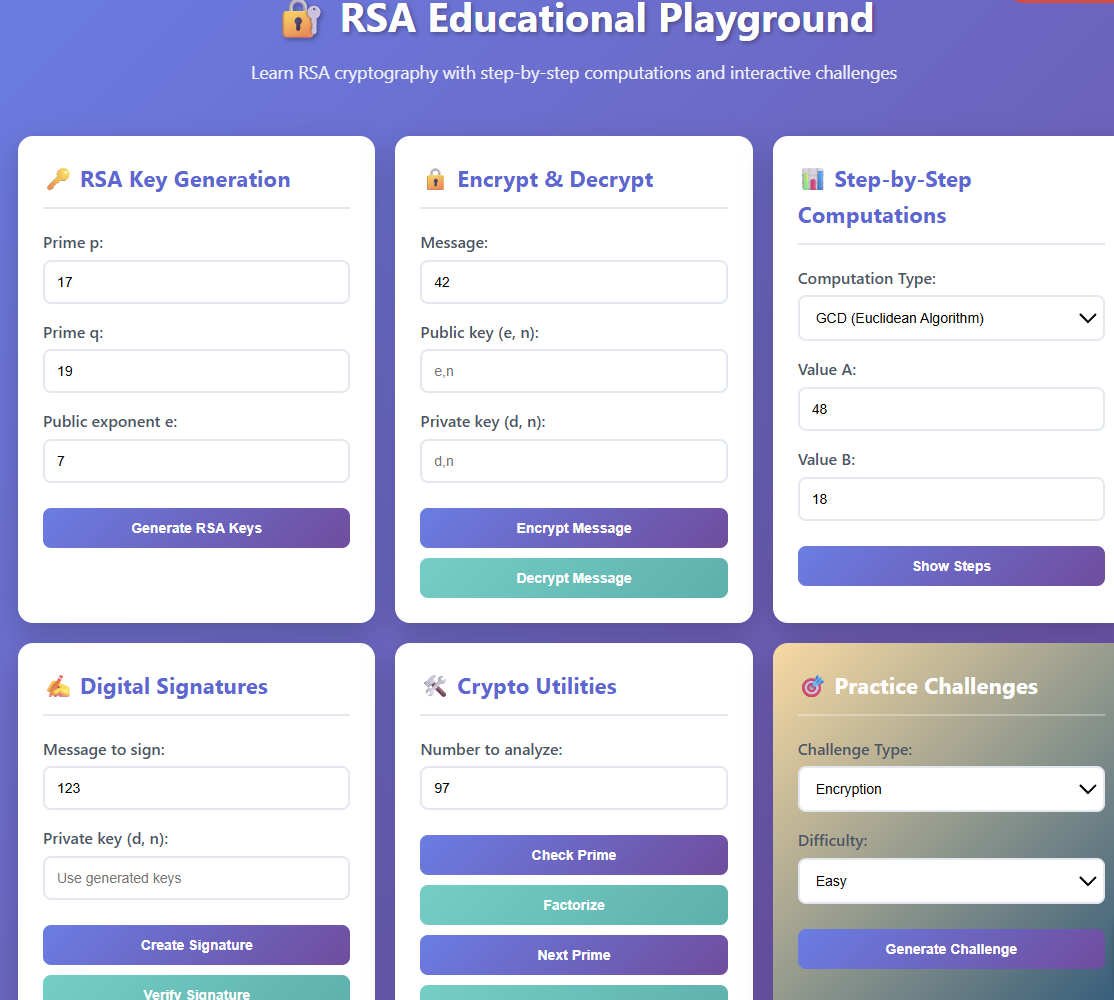 RSA Educational Playground
Learn RSA cryptography with step-by-step computations and interactive challenges
RSA Key Generation
Prime p:
17
Prime q:
19
Public exponent e:
7
Generate RSA Keys
Encrypt & Decrypt
Message:
42
Public key (e, n):
e,n
Private key (d, n):
d,n
Encrypt Message
Decrypt Message
Step-by-Step
Computations
Computation Type:
GCD (Euclidean Algorithm)
Value A:
48
Value B:
18
Show Steps
Digital Signatures
Message to sign:
123
Private key (d, n):
Use generated keys
Create Signature
Verify Signature
Crypto Utilities
Number to analyze:
97
Check Prime
Factorize
Next Prime
Practice Challenges
Challenge Type:
Encryption
Difficulty:
Easy
Generate Challenge